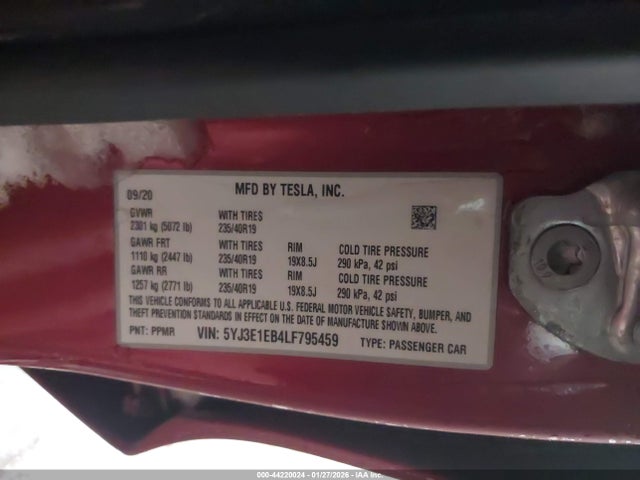 09/20 MFD BY TESLA, INC.
GVWR WITH TIRES
2301 kg (5072 lb) 235/40R19
GAWR FRT WITH TIRES RIM COLD TIRE PRESSURE
1110 kg (2447 lb) 235/40R19 19X8.5J 290 kPa, 42 psi
GAWR RR WITH TIRES RIM COLD TIRE PRESSURE
1257 kg (2771 lb) 235/40R19 19X8.5J 290 kPa, 42 psi
THIS VEHICLE CONFORMS TO ALL APPLICABLE U.S. FEDERAL MOTOR VEHICLE SAFETY, BUMPER, AND
THEFT PREVENTION STANDARDS IN EFFECT ON THE DATE OF MANUFACTURE SHOWN ABOVE.
PNT: PPMR VIN: 5YJ3E1EB4LF795459 TYPE: PASSENGER CAR
000-44220024 | 01/27/2026 - IAA Holdings, LLC